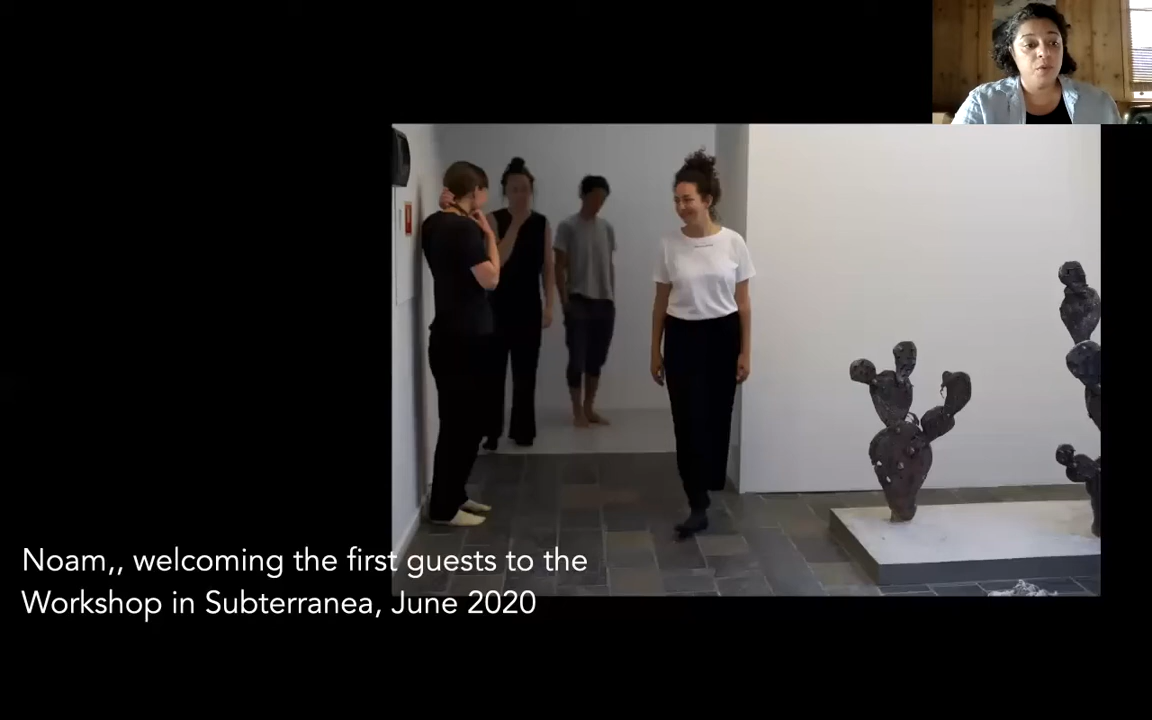 Noam,, welcoming the first guests to the
Workshop in Subterranea, June 2020